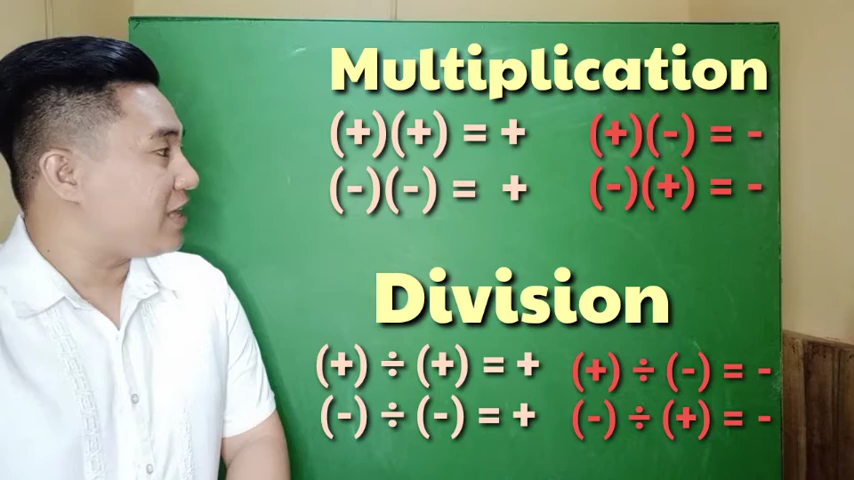 Multiplication
(+)(+) = + (+)(-) = -
(-)(-) = + (-)(+) = -
Division
(+) ÷ (+) = + (+) ÷ (-) = -
(-) ÷ (-) = + (-) ÷ (+) = -